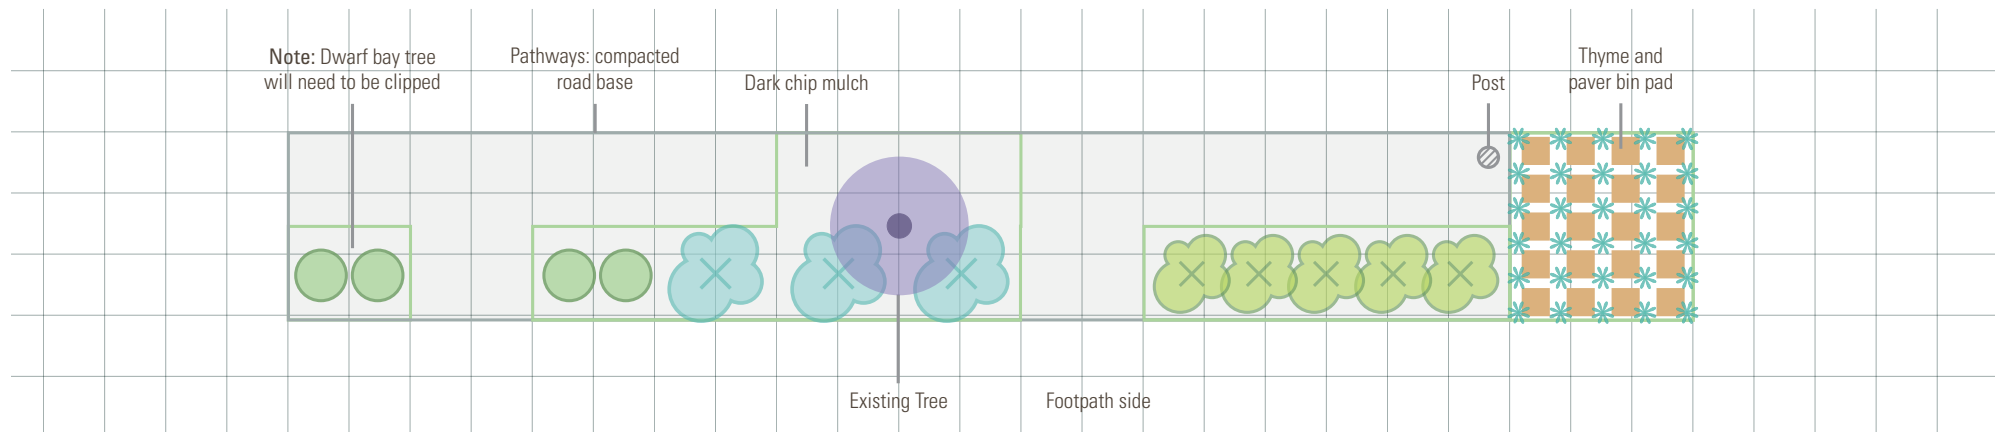 Note: Dwarf bay tree
will need to be clipped
Pathways: compacted
road base
Dark chip mulch
Post
Thyme and
paver bin pad
Existing Tree
Footpath side